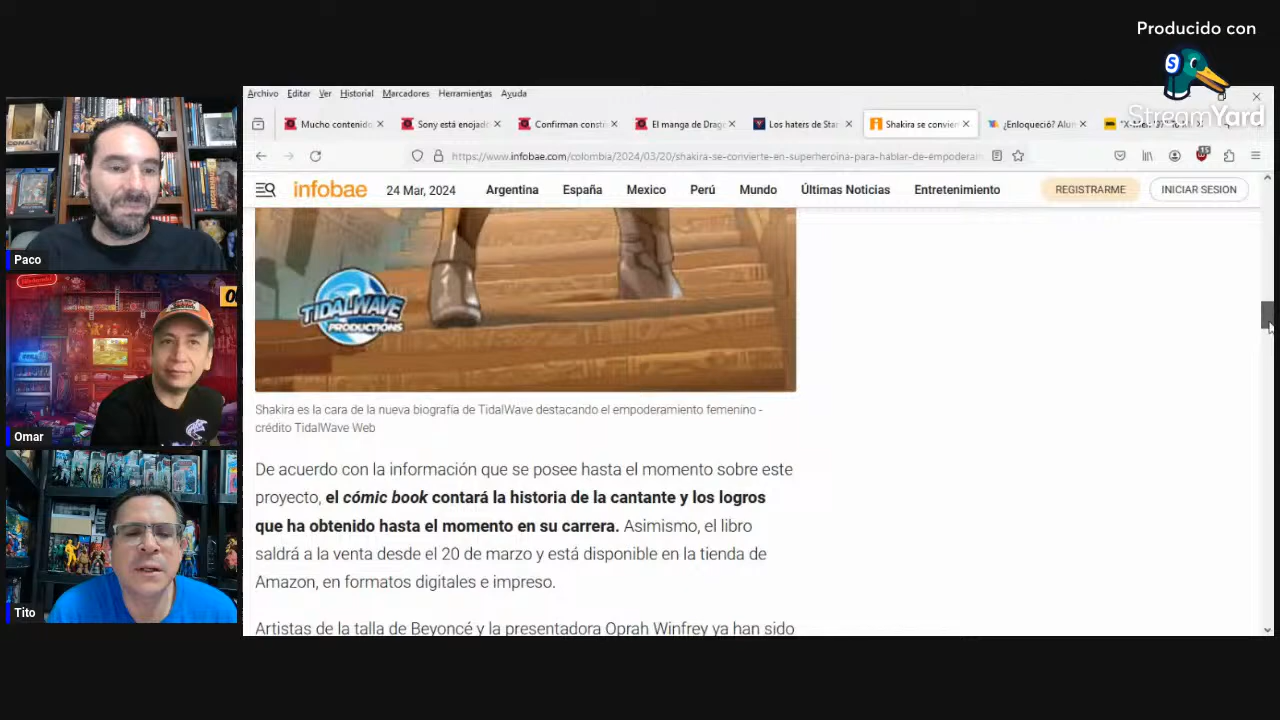 Producido con
StreamYard
Archivo Editar Ver Historial Marcadores Herramientas Ayuda
Mucho contenido
Sony está enojado
Confirman const
El manga de Drag
Los haters de Star
Shakira se convier
¿Enloqueció? Alun
https://www.infobae.com/colombia/2024/03/20/shakira-se-convierte-en-superheroina-para-hablar-de-empodera
15
infobae
24 Mar, 2024
Argentina España Mexico Perú Mundo Últimas Noticias Entretenimiento
REGISTRARME
INICIAR SESION
CONAN
Paco
Omar
Tito
TIDALWAVE
PRODUCTIONS
Shakira es la cara de la nueva biografía de TidalWave destacando el empoderamiento femenino -
crédito TidalWave Web
De acuerdo con la información que se posee hasta el momento sobre este
proyecto, el cómic book contará la historia de la cantante y los logros
que ha obtenido hasta el momento en su carrera. Asimismo, el libro
saldrá a la venta desde el 20 de marzo y está disponible en la tienda de
Amazon, en formatos digitales e impreso.
Artistas de la talla de Beyoncé y la presentadora Oprah Winfrey ya han sido